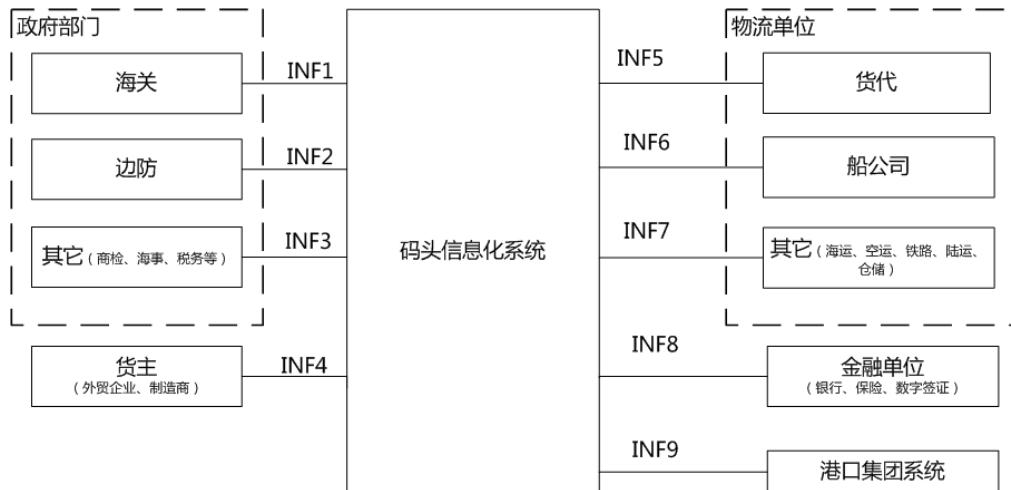 政府部门
海关
INF1
边防
INF2
其它（商检、海事、税务等）
INF3
货主
（外贸企业、制造商）
INF4
码头信息化系统
物流单位
INF5
货代
INF6
船公司
INF7
其它（海运、空运、铁路、陆运、
仓储）
INF8
金融单位
（银行、保险、数字签证）
INF9
港口集团系统